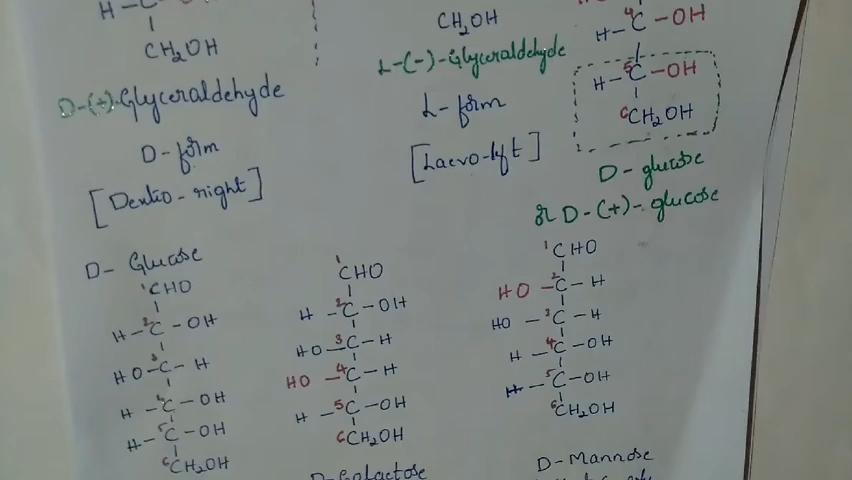 H-C
CH₂OH
D-(+)-Glyceraldehyde
D-form
[Dextro-right]
CH₂OH
L-(-)-Glyceraldehyde
L-form
[Laevo-left]
H-⁴C-OH
H-⁵C-OH
⁶CH₂OH
D-glucose
or D-(+)-glucose
D- Glucose
¹CHO
H-²C-OH
HO-³C-H
H-⁴C-OH
H-⁵C-OH
⁶CH₂OH
¹CHO
H-²C-OH
HO-³C-H
HO-⁴C-H
H-⁵C-OH
⁶CH₂OH
D-Galactose
¹CHO
HO-²C-H
HO-³C-H
H-⁴C-OH
H-⁵C-OH
⁶CH₂OH
D-Mannose